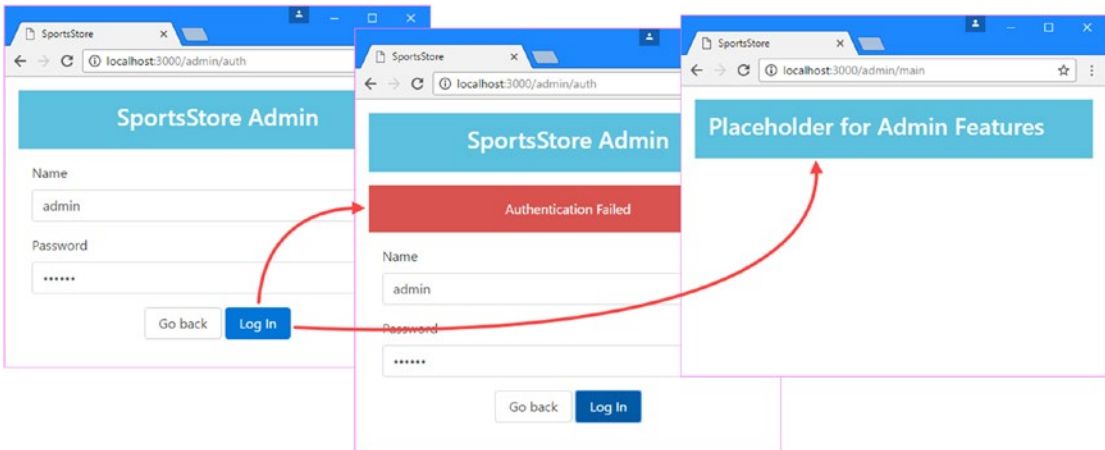 SportsStore
localhost:3000/admin/auth
SportsStore Admin
Name
admin
Password
••••••
Go back
Log In
SportsStore
localhost:3000/admin/auth
SportsStore Admin
Authentication Failed
Name
admin
Password
••••••
Go back
Log In
SportsStore
localhost:3000/admin/main
Placeholder for Admin Features